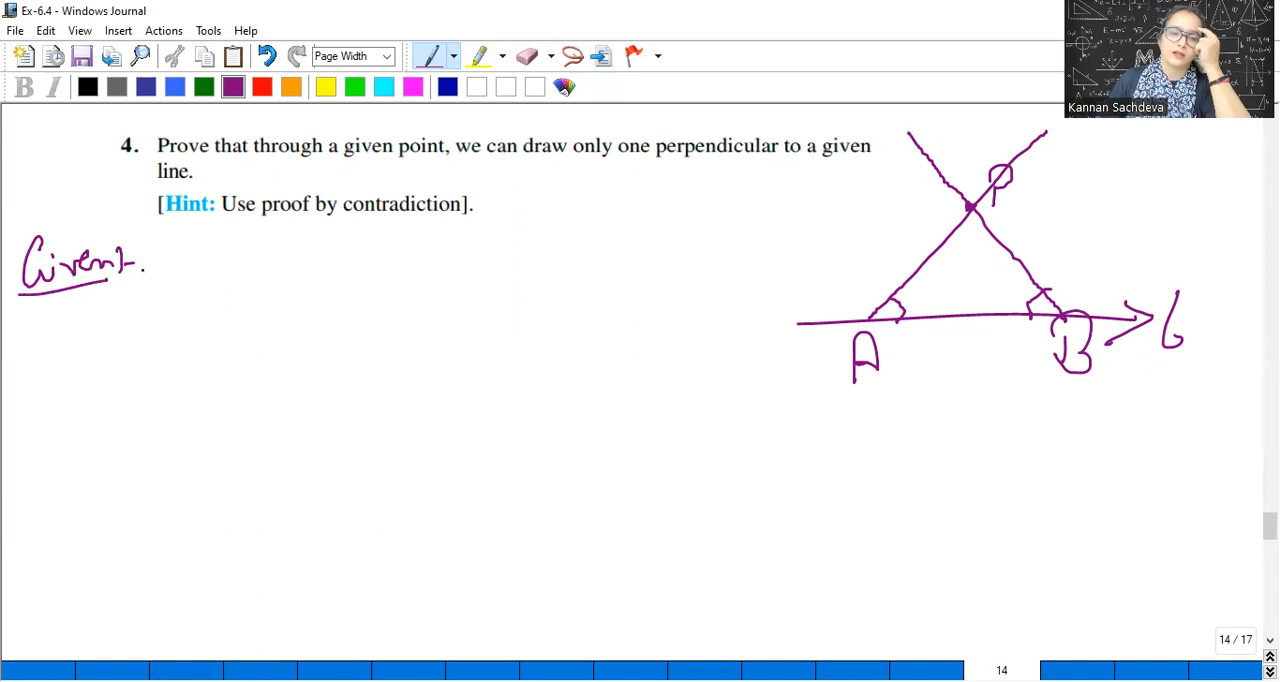 Ex-6.4 - Windows Journal
File Edit View Insert Actions Tools Help
Page Width
B I
Kannan Sachdeva
4. Prove that through a given point, we can draw only one perpendicular to a given
line.
[Hint: Use proof by contradiction].
Given:-
P
A
B
l
14 / 17
14